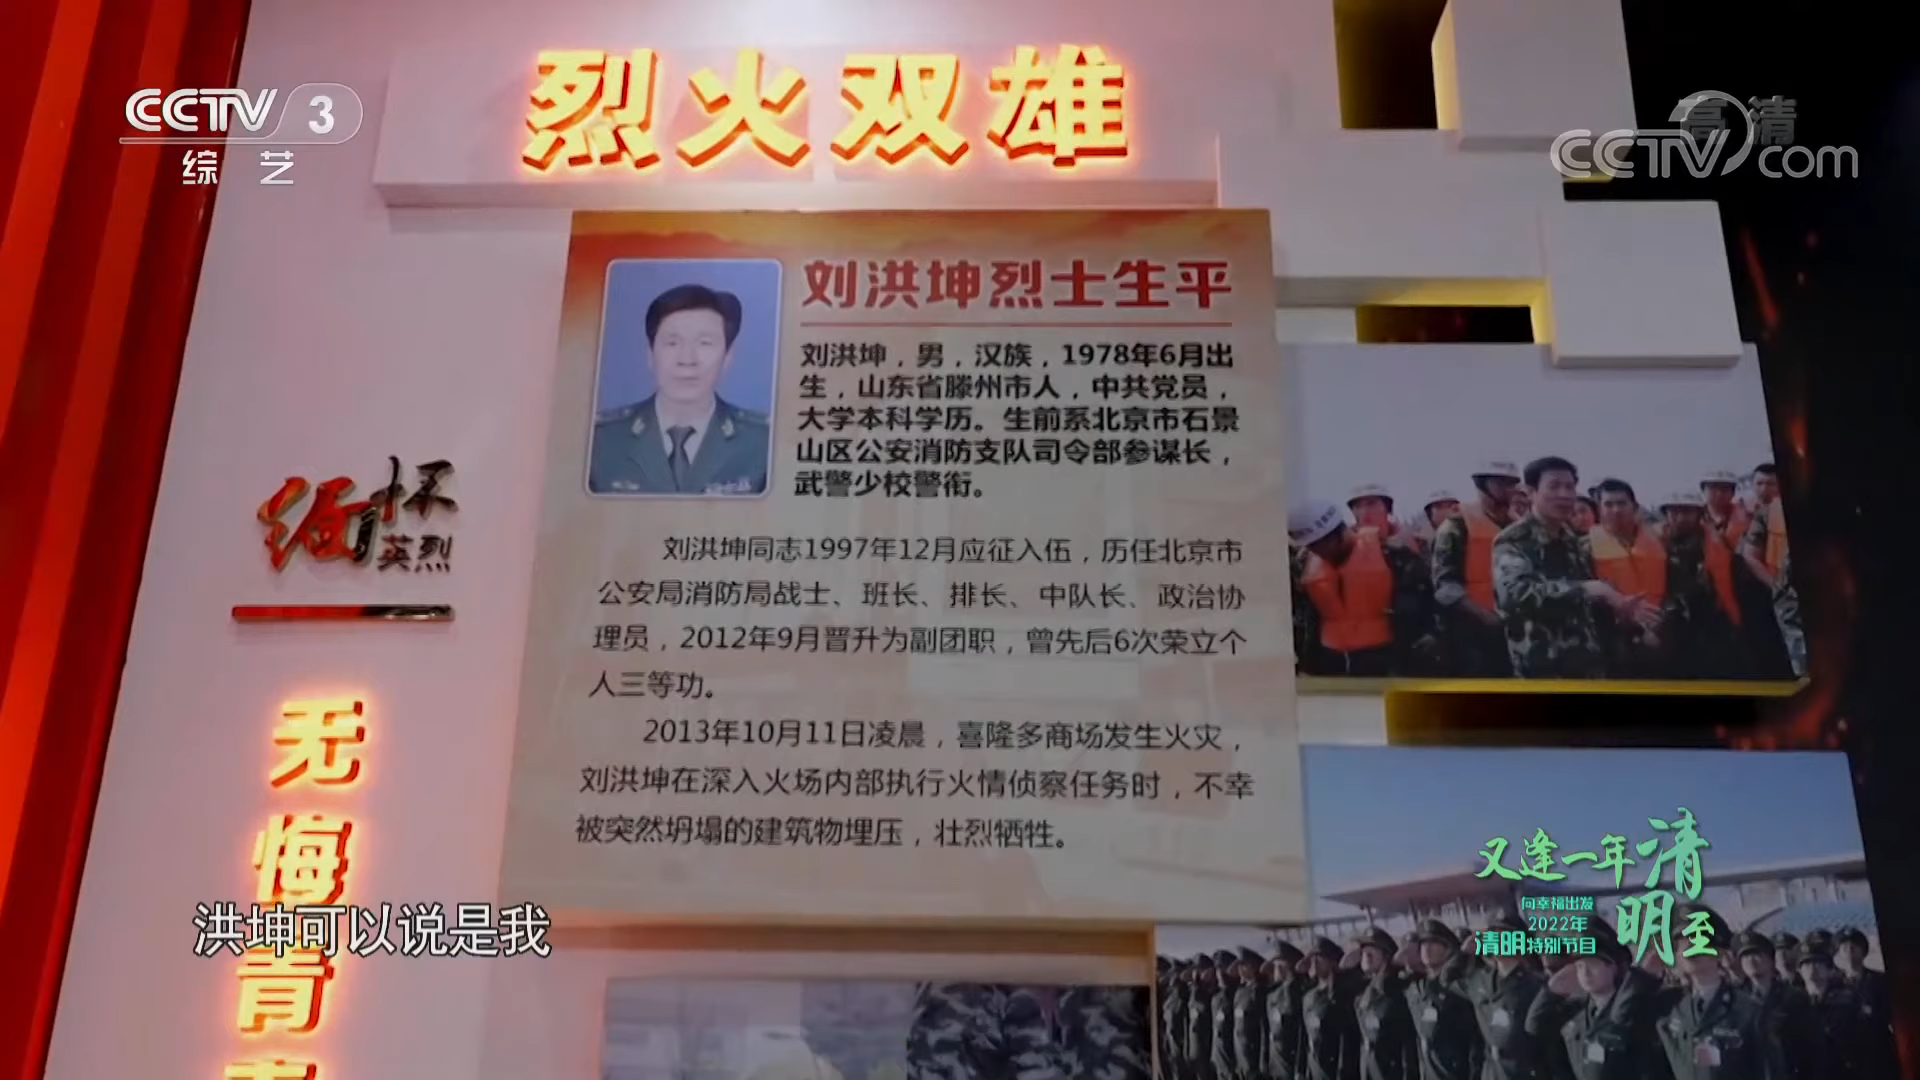 CCTV 3
综艺
高清
CCTV com
烈火双雄
刘洪坤烈士生平
刘洪坤，男，汉族，1978年6月出
生，山东省滕州市人，中共党员，
大学本科学历。生前系北京市石景
山区公安消防支队司令部参谋长，
武警少校警衔。
刘洪坤同志1997年12月应征入伍，历任北京市
公安局消防局战士、班长、排长、中队长、政治协
理员，2012年9月晋升为副团职，曾先后6次荣立个
人三等功。
2013年10月11日凌晨，喜隆多商场发生火灾，
刘洪坤在深入火场内部执行火情侦察任务时，不幸
被突然坍塌的建筑物埋压，壮烈牺牲。
缅怀
英烈
无悔青
洪坤可以说是我
又逢一年清明至
向幸福出发
2022年
清明特别节目